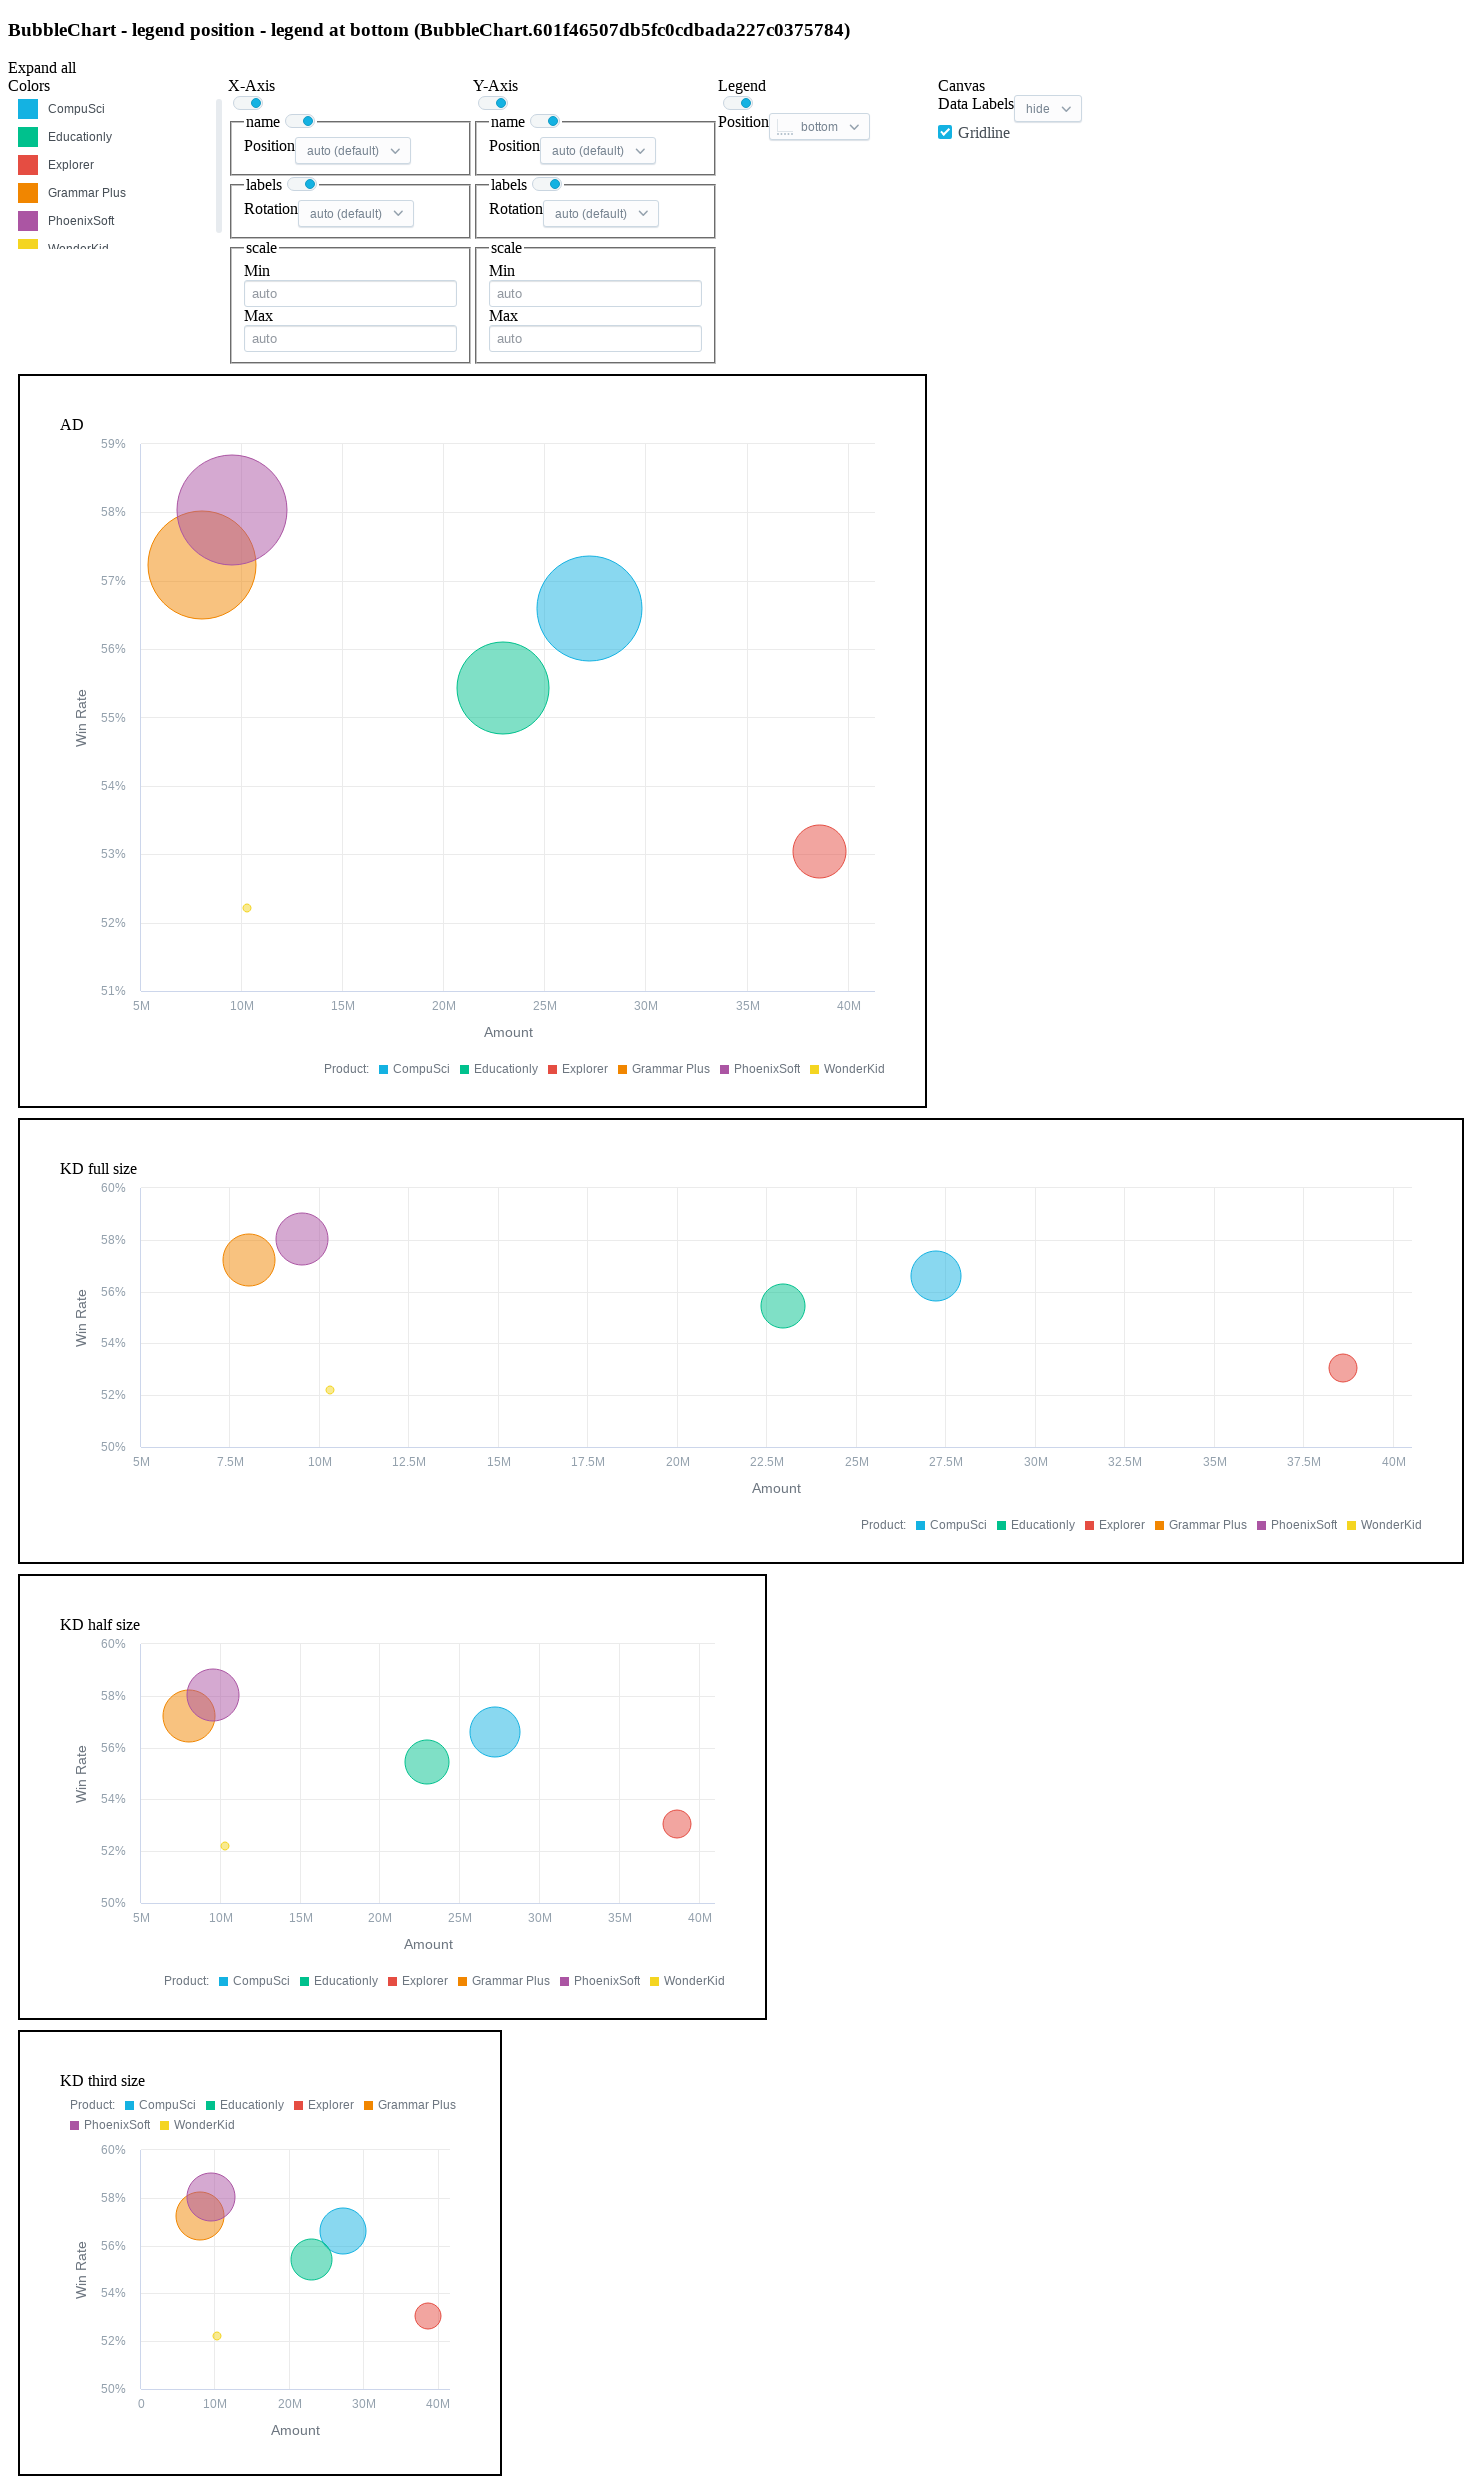 BubbleChart - legend position - legend at bottom (BubbleChart.601f46507db5fc0cdbada227c0375784)
Expand all
Colors
CompuSci
Educationly
Explorer
Grammar Plus
PhoenixSoft
WonderKid
X-Axis
name
Position auto (default)
labels
Rotation auto (default)
scale
Min
auto
Max
auto
Y-Axis
name
Position auto (default)
labels
Rotation auto (default)
scale
Min
auto
Max
auto
Legend
Position bottom
Canvas
Data Labels hide
Gridline
AD
59%
58%
57%
56%
55%
54%
53%
52%
51%
Win Rate
5M 10M 15M 20M 25M 30M 35M 40M
Amount
Product: CompuSci Educationly Explorer Grammar Plus PhoenixSoft WonderKid
KD full size
60%
58%
56%
54%
52%
50%
Win Rate
5M 7.5M 10M 12.5M 15M 17.5M 20M 22.5M 25M 27.5M 30M 32.5M 35M 37.5M 40M
Amount
Product: CompuSci Educationly Explorer Grammar Plus PhoenixSoft WonderKid
KD half size
60%
58%
56%
54%
52%
50%
Win Rate
5M 10M 15M 20M 25M 30M 35M 40M
Amount
Product: CompuSci Educationly Explorer Grammar Plus PhoenixSoft WonderKid
KD third size
Product: CompuSci Educationly Explorer Grammar Plus
PhoenixSoft WonderKid
60%
58%
56%
54%
52%
50%
Win Rate
0 10M 20M 30M 40M
Amount